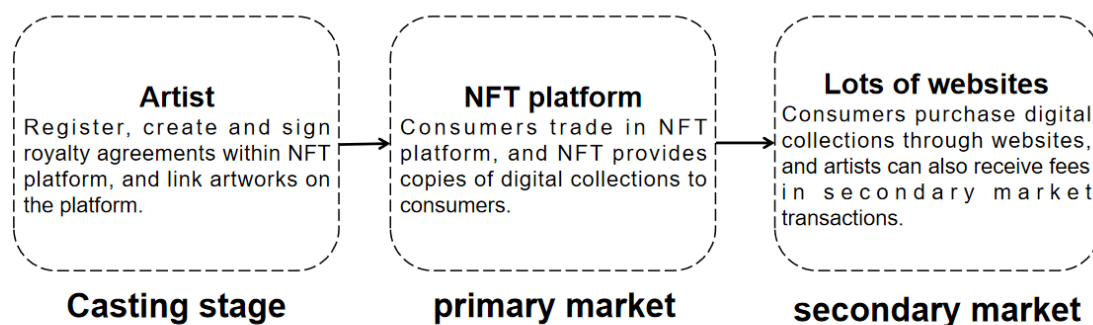 Artist
Register, create and sign
royalty agreements within NFT
platform, and link artworks on
the platform.
Casting stage
NFT platform
Consumers trade in NFT
platform, and NFT provides
copies of digital collections to
consumers.
primary market
Lots of websites
Consumers purchase digital
collections through websites,
and artists can also receive fees
in secondary market
transactions.
secondary market